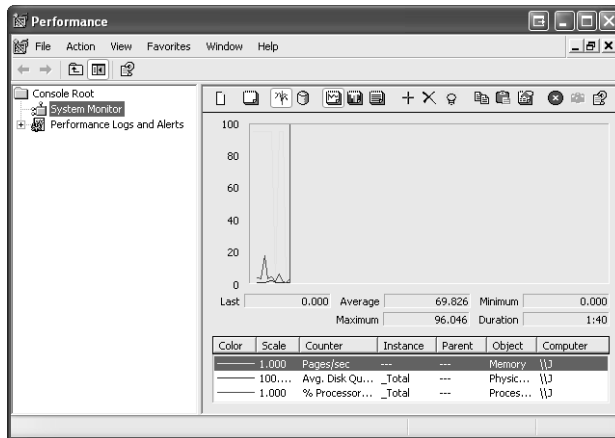 Performance
File Action View Favorites Window Help
Console Root
System Monitor
Performance Logs and Alerts
100
80
60
40
20
0
Last 0.000 Average 69.826 Minimum 0.000
Maximum 96.046 Duration 1:40
Color Scale Counter Instance Parent Object Computer
1.000 Pages/sec --- --- Memory \\J
100.... Avg. Disk Qu... _Total --- Physic... \\J
1.000 % Processor... _Total --- Proces... \\J